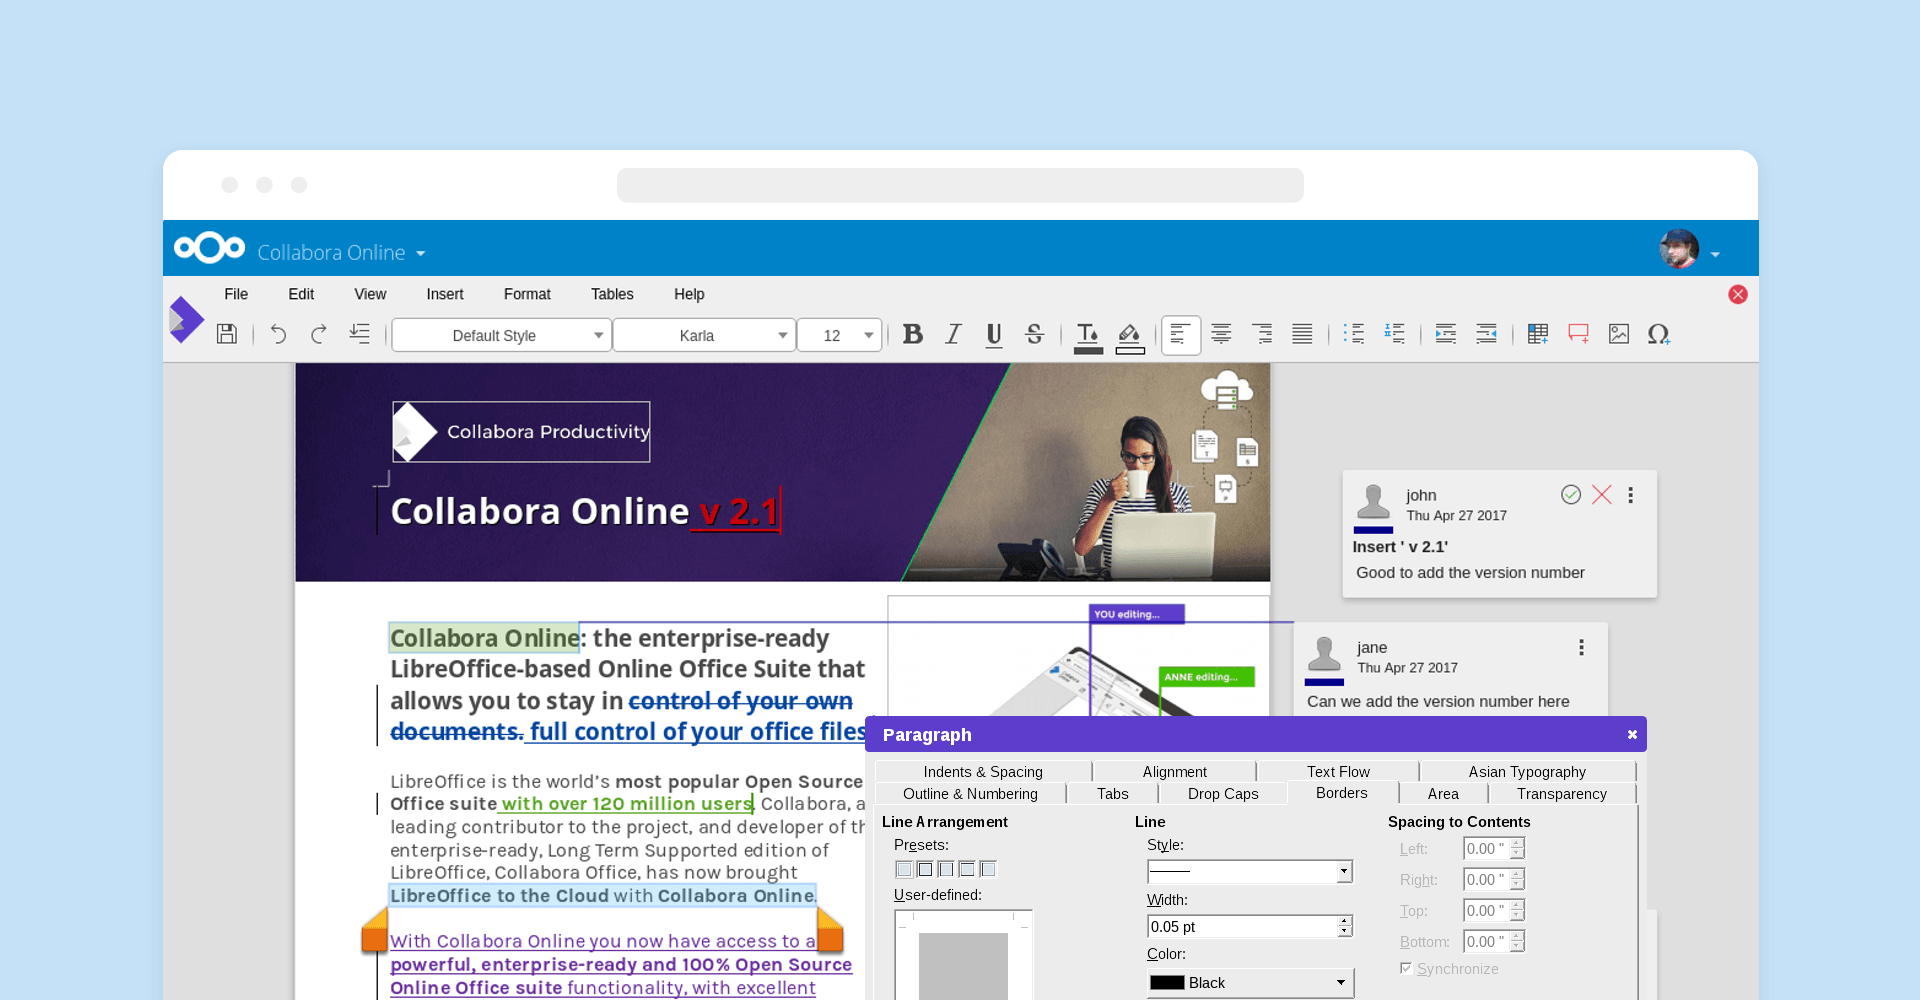 Collabora Online
File Edit View Insert Format Tables Help
Default Style Karla 12
Collabora Productivity
Collabora Online v 2.1
john
Thu Apr 27 2017
Insert ' v 2.1'
Good to add the version number
YOU editing...
ANNE editing...
jane
Thu Apr 27 2017
Can we add the version number here
Collabora Online: the enterprise-ready
LibreOffice-based Online Office Suite that
allows you to stay in control of your own
documents. full control of your office files
LibreOffice is the world's most popular Open Source
Office suite with over 120 million users. Collabora, a
leading contributor to the project, and developer of th
enterprise-ready, Long Term Supported edition of
LibreOffice, Collabora Office, has now brought
LibreOffice to the Cloud with Collabora Online.
With Collabora Online you now have access to a
powerful, enterprise-ready and 100% Open Source
Online Office suite functionality, with excellent
Paragraph
Indents & Spacing Alignment Text Flow Asian Typography
Outline & Numbering Tabs Drop Caps Borders Area Transparency
Line Arrangement
Presets:
User-defined:
Line
Style:
Width:
0.05 pt
Color:
Black
Spacing to Contents
Left: 0.00 "
Right: 0.00 "
Top: 0.00 "
Bottom: 0.00 "
Synchronize